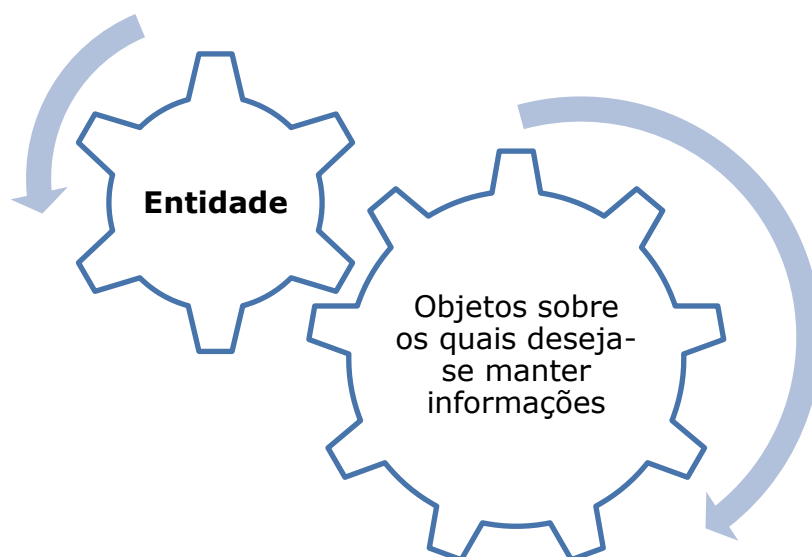 Entidade
Objetos sobre
os quais deseja-
se manter
informações